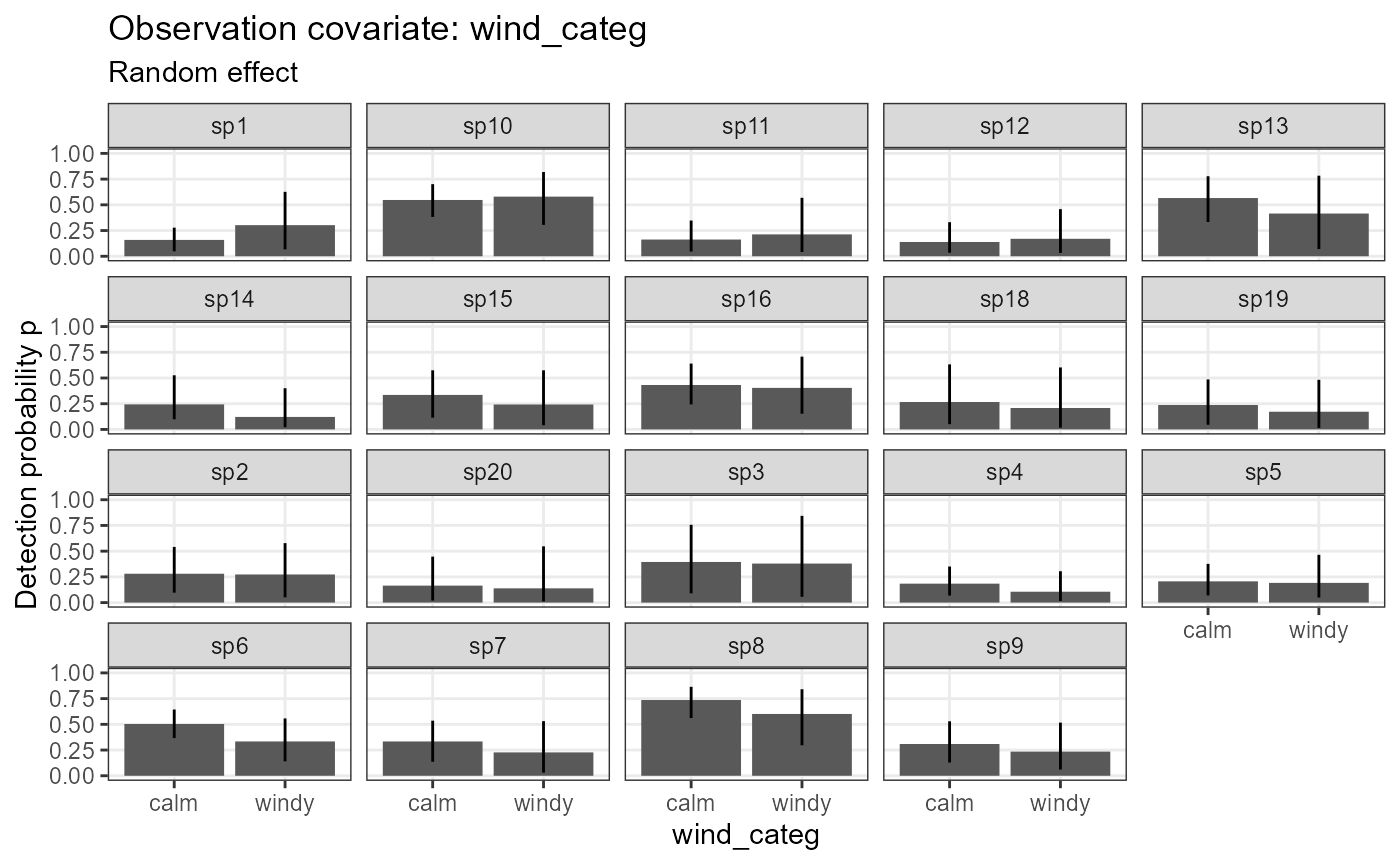 Observation covariate: wind_categ
Random effect
sp1 sp10 sp11 sp12 sp13
1.00
0.75
0.50
0.25
0.00
sp14 sp15 sp16 sp18 sp19
1.00
0.75
0.50
0.25
0.00
Detection probability p
sp2 sp20 sp3 sp4 sp5
1.00
0.75
0.50
0.25
0.00
calm windy
sp6 sp7 sp8 sp9
1.00
0.75
0.50
0.25
0.00
calm windy calm windy calm windy calm windy
wind_categ